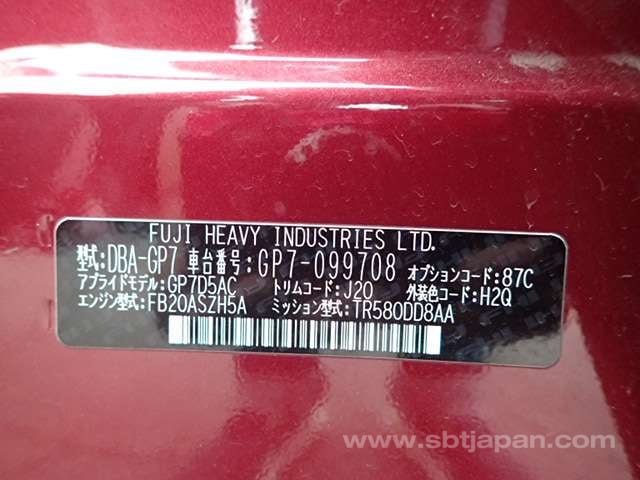 FUJI HEAVY INDUSTRIES LTD.
型式:DBA-GP7 車台番号:GP7-099708 オプションコード:87C
アプライドモデル:GP7D5AC トリムコード:J20 外装色コード:H2Q
エンジン型式:FB20ASZH5A ミッション型式:TR580DD8AA
www.sbtjapan.com